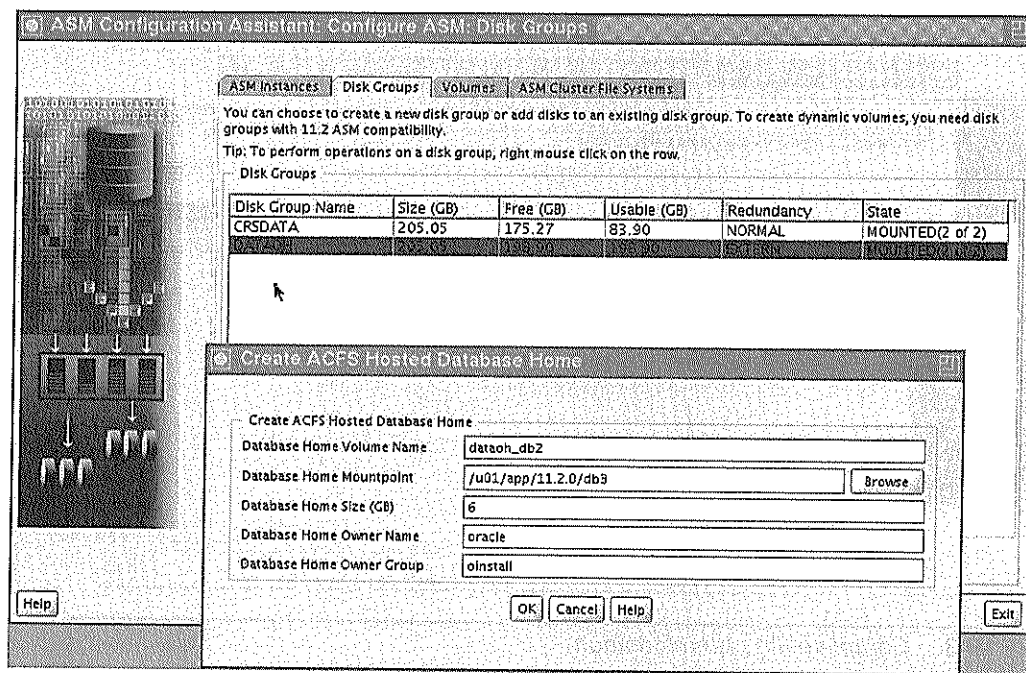 ASM Configuration Assistant: Configure ASM: Disk Groups
ASM Instances Disk Groups Volumes ASM Cluster File Systems
You can choose to create a new disk group or add disks to an existing disk group. To create dynamic volumes, you need disk
groups with 11.2 ASM compatibility.
Tip: To perform operations on a disk group, right mouse click on the row.
Disk Groups
Disk Group Name Size (GB) Free (GB) Usable (GB) Redundancy State
CRSDATA 205.05 175.27 83.90 NORMAL MOUNTED(2 of 2)
Create ACFS Hosted Database Home
Create ACFS Hosted Database Home
Database Home Volume Name dataoh_db2
Database Home Mountpoint /u01/app/11.2.0/db3 Browse
Database Home Size (GB) 6
Database Home Owner Name oracle
Database Home Owner Group oinstall
OK Cancel Help
Help Exit